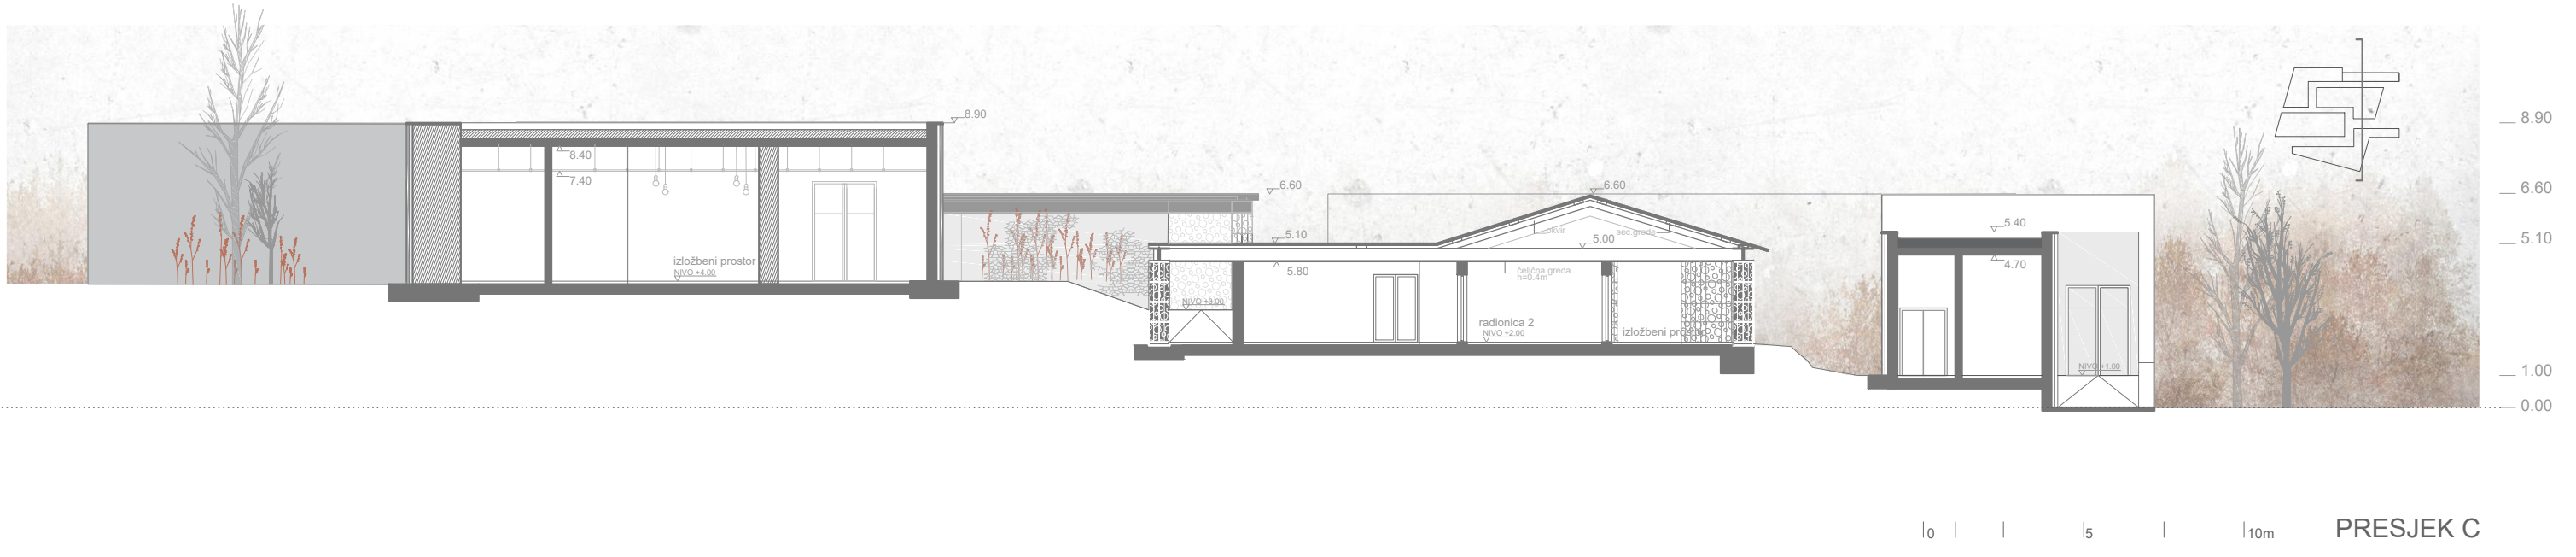 8.90
8.40
7.40
izložbeni prostor
NIVO +4.00
6.60
5.10
5.80
NIVO +3.00
6.60
okvir
sec.grede
5.00
čelična greda
h=0.4m
radionica 2
NIVO +2.00
izložbeni prostor
5.40
4.70
NIVO +1.00
8.90
6.60
5.10
1.00
0.00
0 5 10m
PRESJEK C